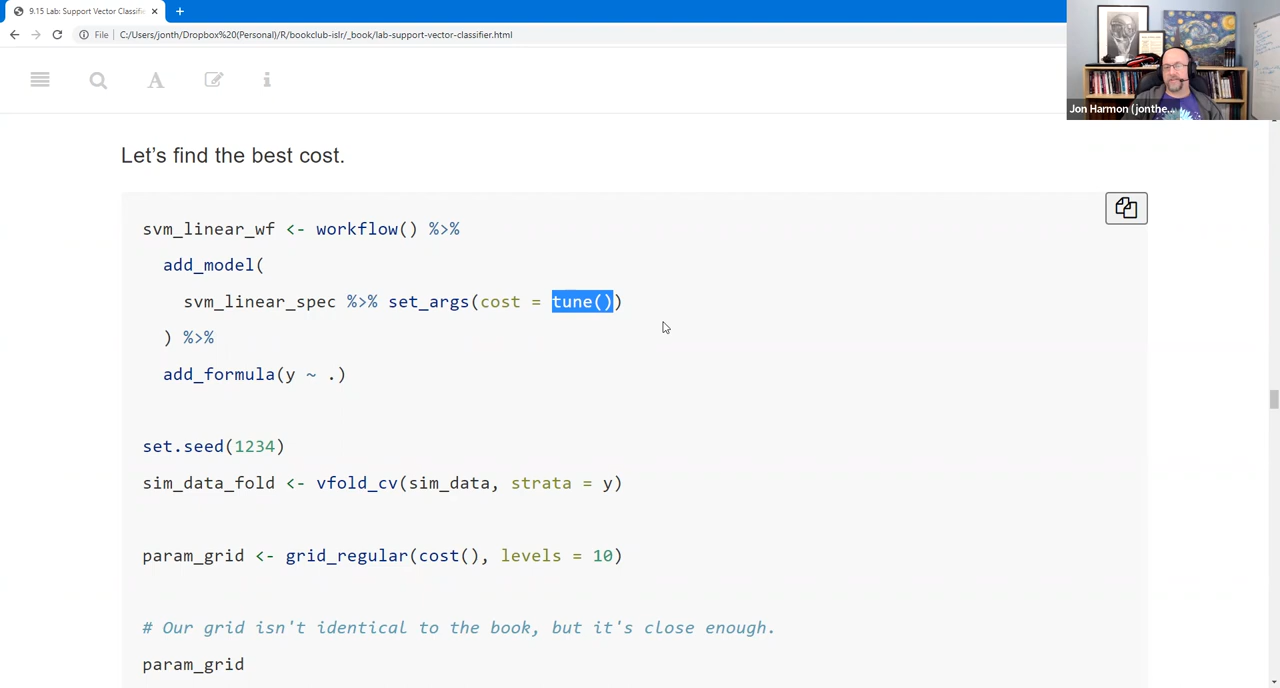 9.15 Lab: Support Vector Classifi
File | C:/Users/jonth/Dropbox%20(Personal)/R/bookclub-islr/_book/lab-support-vector-classifier.html
Jon Harmon (jonthe...
Let's find the best cost.
svm_linear_wf <- workflow() %>%
add_model(
svm_linear_spec %>% set_args(cost = tune())
) %>%
add_formula(y ~ .)
set.seed(1234)
sim_data_fold <- vfold_cv(sim_data, strata = y)
param_grid <- grid_regular(cost(), levels = 10)
# Our grid isn't identical to the book, but it's close enough.
param_grid